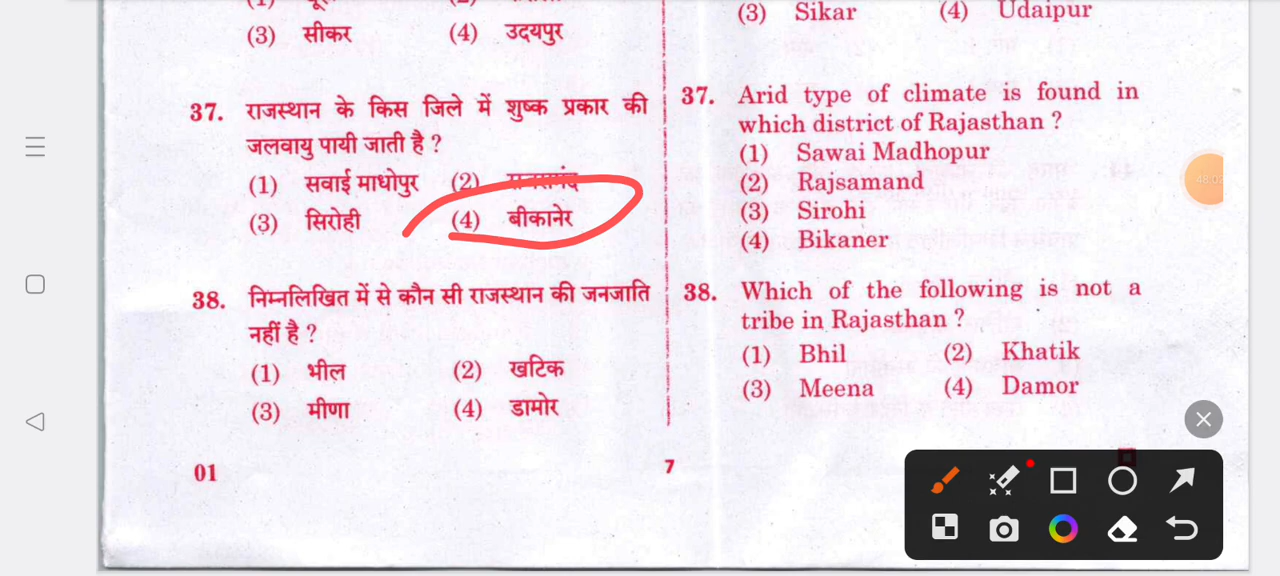 (3) सीकर (4) उदयपुर
37. राजस्थान के किस जिले में शुष्क प्रकार की
जलवायु पायी जाती है ?
(1) सवाई माधोपुर (2)
(3) सिरोही (4) बीकानेर
38. निम्नलिखित में से कौन सी राजस्थान की जनजाति
नहीं है ?
(1) भील (2) खटिक
(3) मीणा (4) डामोर
01
7
(3) Sikar (4) Udaipur
37. Arid type of climate is found in
which district of Rajasthan ?
(1) Sawai Madhopur
(2) Rajsamand
(3) Sirohi
(4) Bikaner
38. Which of the following is not a
tribe in Rajasthan ?
(1) Bhil (2) Khatik
(3) Meena (4) Damor